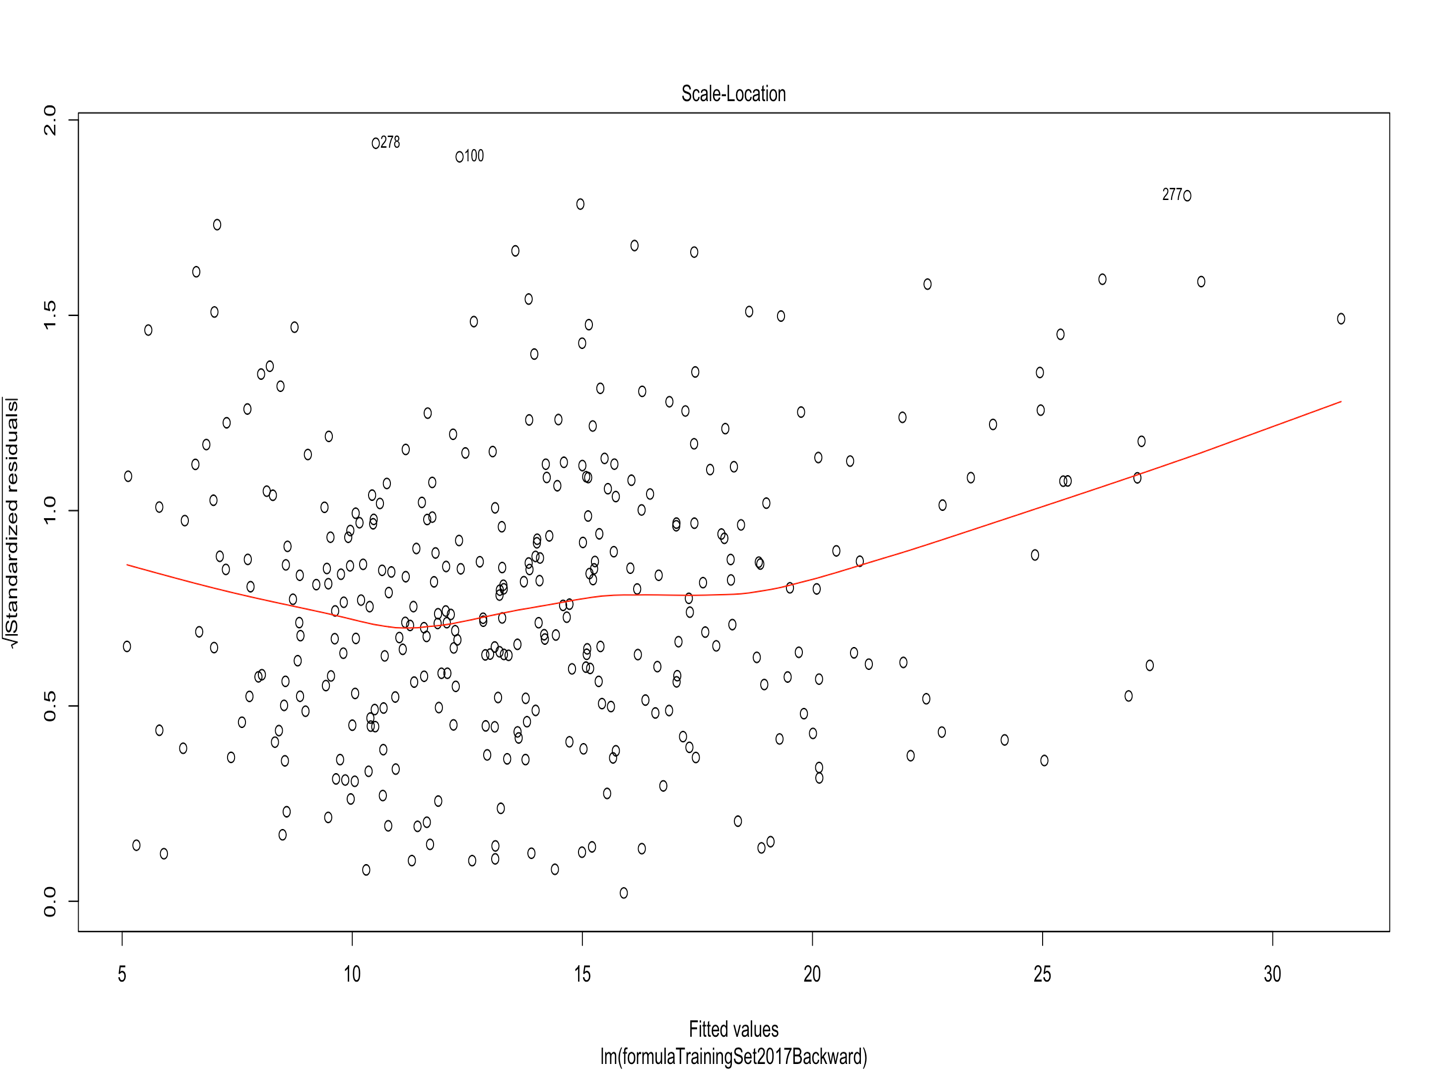 Scale-Location
√|Standardized residuals|
2.0
1.5
1.0
0.5
0.0
278
100
277
5 10 15 20 25 30
Fitted values
lm(formulaTrainingSet2017Backward)